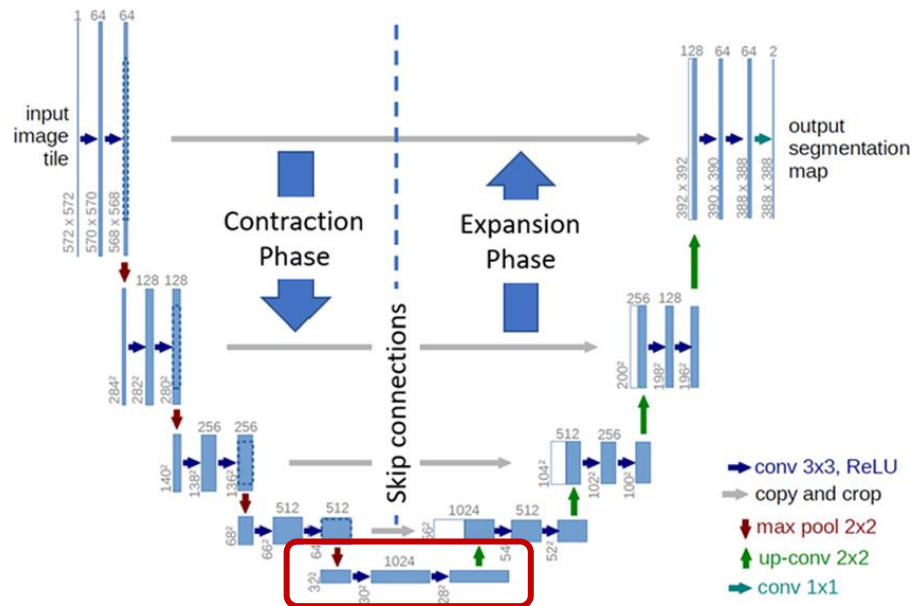 1 64 64
128 64 64 2
input
image
tile
output
segmentation
map
572 x 572
570 x 570
568 x 568
392 x 392
390 x 390
388 x 388
388 x 388
Contraction
Phase
Expansion
Phase
Skip connections
128 128
256 128
284²
282²
280²
200²
198²
196²
256 256
512 256
140²
138²
136²
104²
102²
100²
512 512
1024 512
68²
66²
64
56²
54
52²
1024
32²
30²
28²
conv 3x3, ReLU
copy and crop
max pool 2x2
up-conv 2x2
conv 1x1